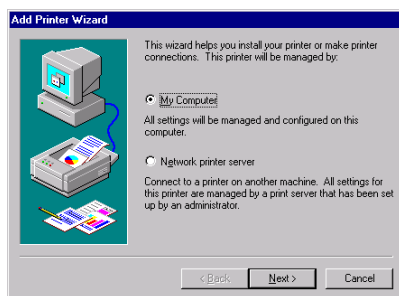 Add Printer Wizard
This wizard helps you install your printer or make printer
connections. This printer will be managed by:
My Computer
All settings will be managed and configured on this
computer.
Network printer server
Connect to a printer on another machine. All settings for
this printer are managed by a print server that has been set
up by an administrator.
< Back Next > Cancel